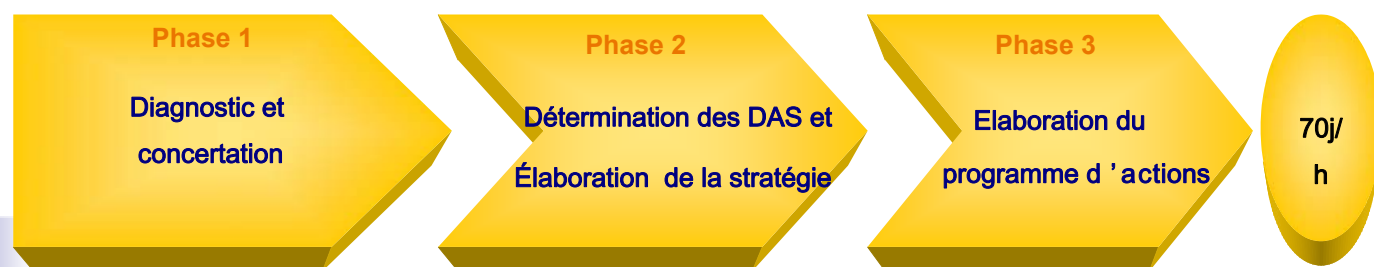 Phase 1
Diagnostic et
concertation
Phase 2
Détermination des DAS et
Élaboration de la stratégie
Phase 3
Elaboration du
programme d ’ actions
70j/
h